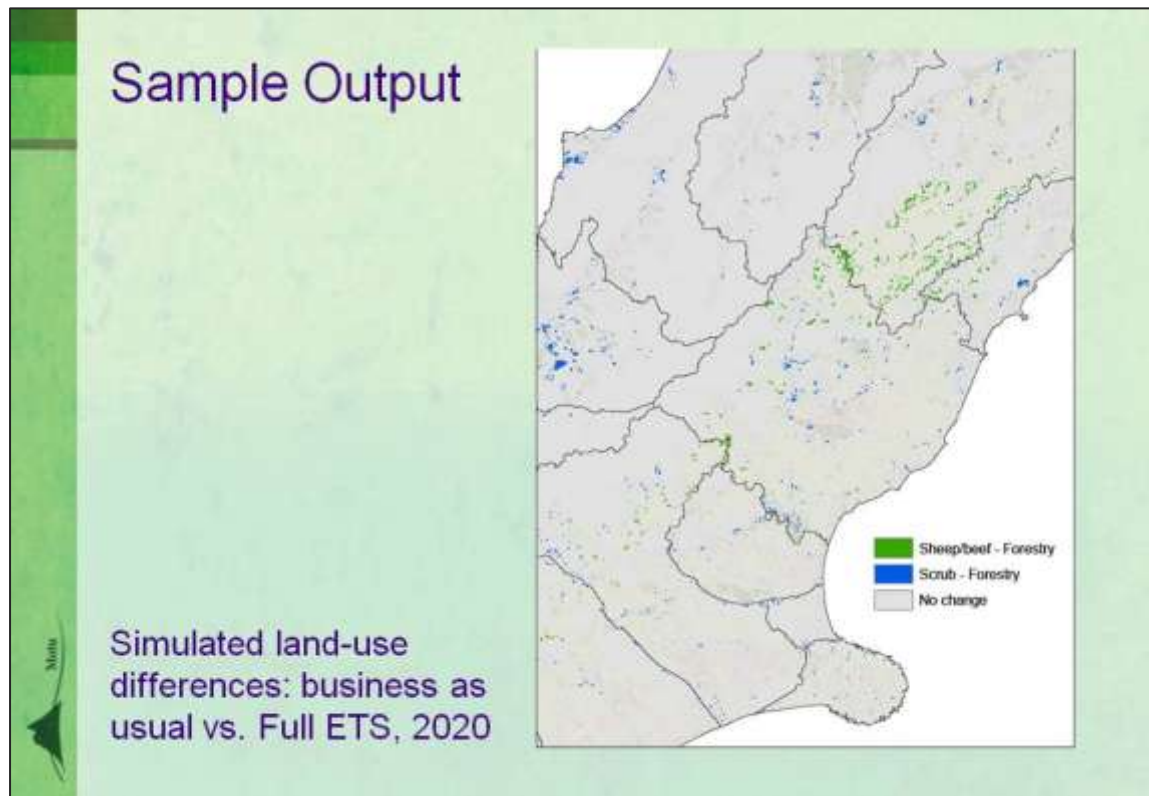 Sample Output
Sheep/beef - Forestry
Scrub - Forestry
No change
Simulated land-use
differences: business as
usual vs. Full ETS, 2020
Motu